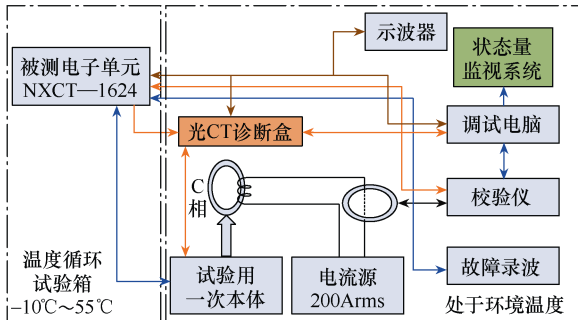 示波器
状态量
监视系统
被测电子单元
NXCT—1624
光CT诊断盒
调试电脑
C
相
校验仪
温度循环
试验箱
−10℃～55℃
试验用
一次本体
电流源
200Arms
故障录波
处于环境温度